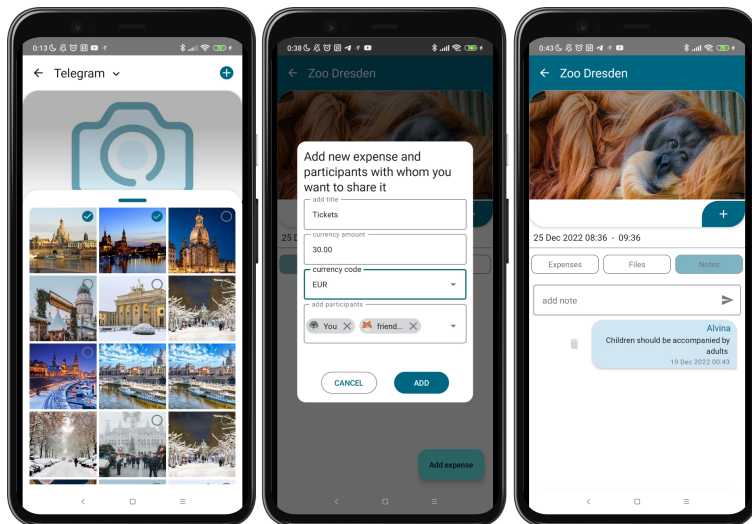 0:13
Telegram
0:38
Zoo Dresden
Add new expense and
participants with whom you
want to share it
add title
Tickets
currency amount
30.00
currency code
EUR
add participants
You
friend...
CANCEL
ADD
Add expense
0:43
Zoo Dresden
+
25 Dec 2022 08:36 - 09:36
Expenses
Files
Notes
add note
Alvina
Children should be accompanied by
adults
19 Dec 2022 00:43